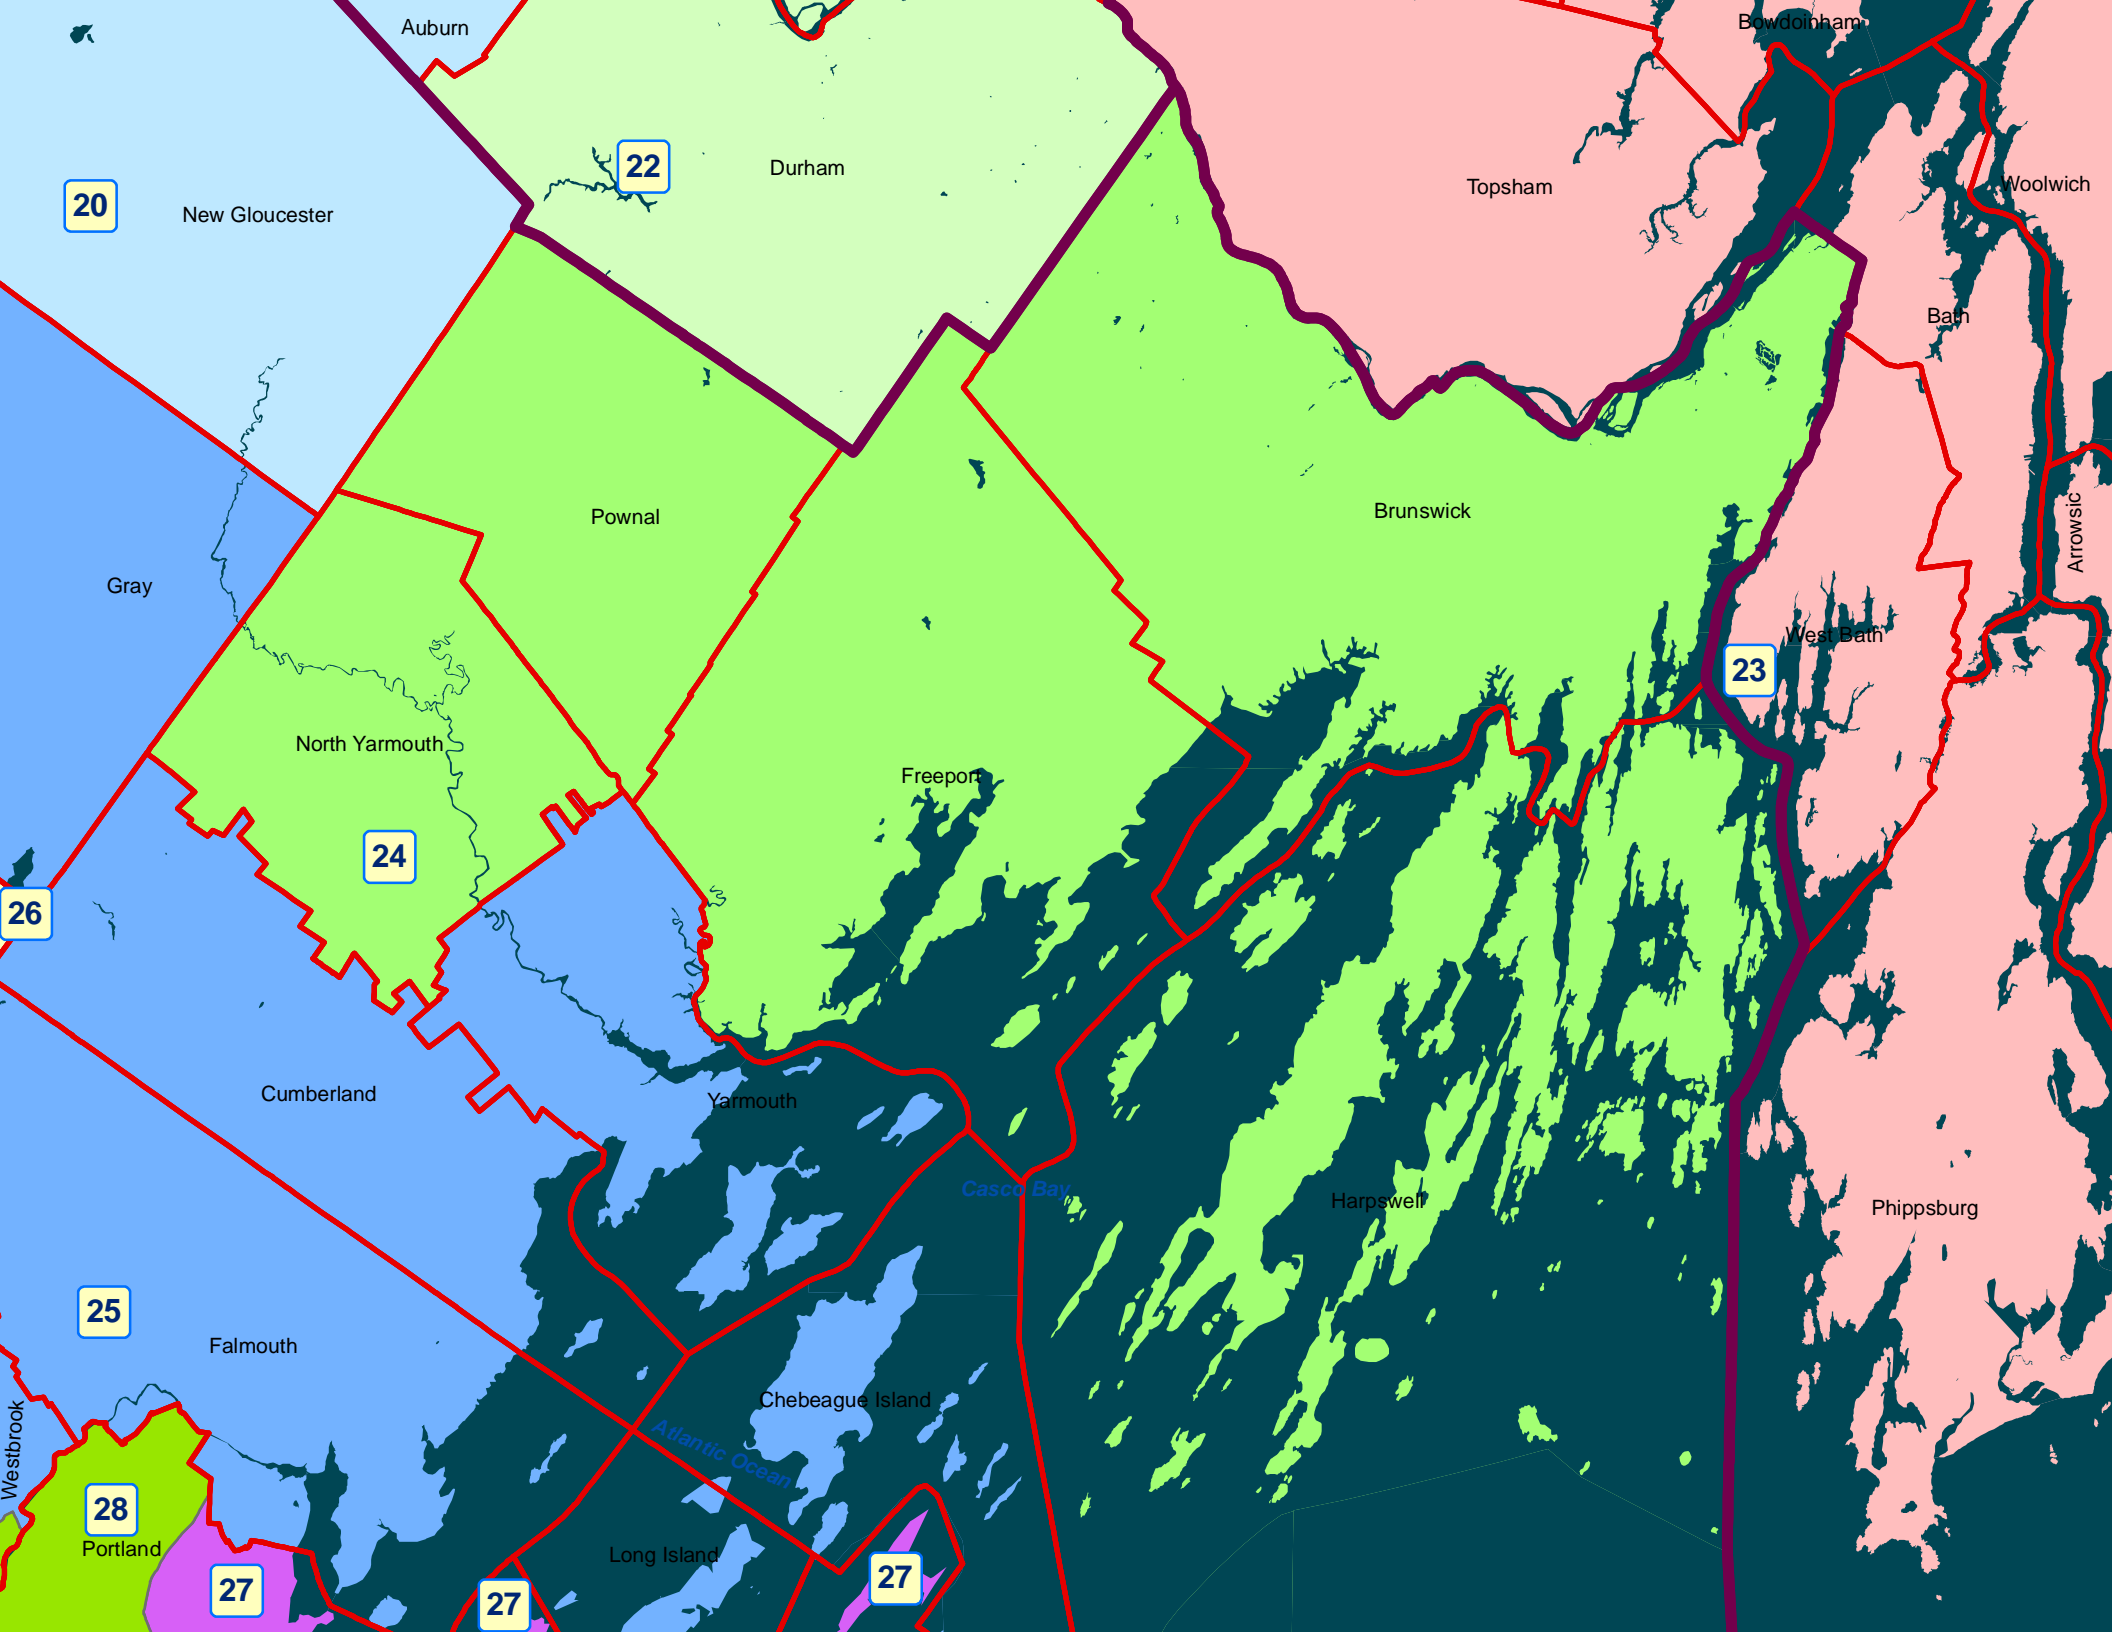 Auburn
Bowdoinham
22
Durham
Topsham
Woolwich
20
New Gloucester
Bath
Brunswick
Pownal
Arrowsic
Gray
West Bath
23
North Yarmouth
Freeport
24
26
Cumberland
Yarmouth
Casco Bay
Harpswell
Phippsburg
25
Falmouth
Chebeague Island
Westbrook
Atlantic Ocean
28
Portland
Long Island
27
27
27